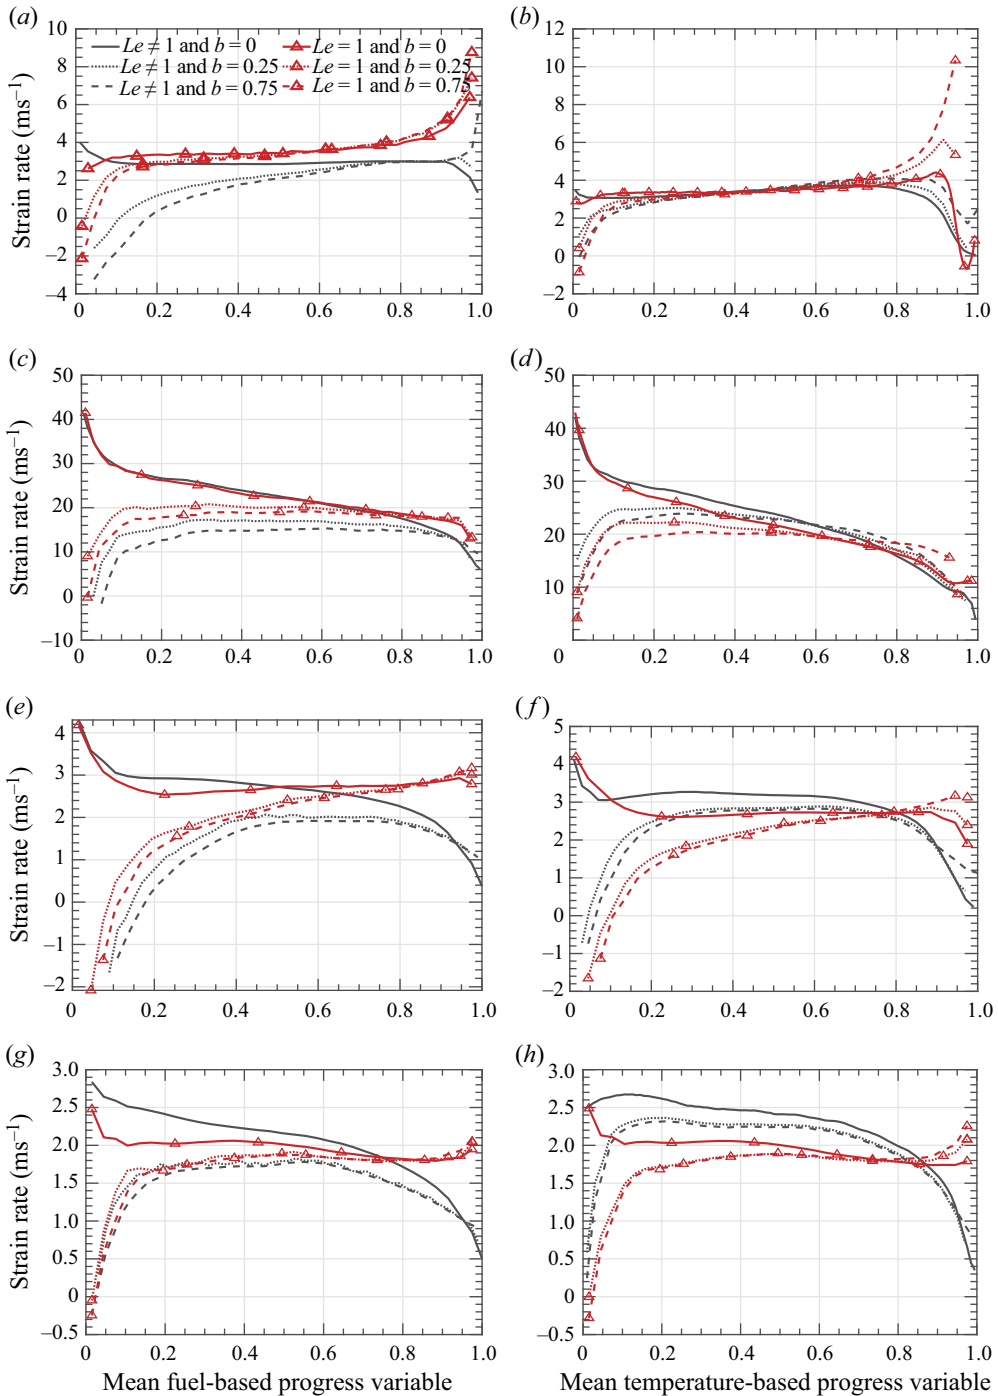 (a)
10
8
6
4
2
0
−2
−4
Strain rate (ms−1)
Le ≠ 1 and b = 0
Le ≠ 1 and b = 0.25
Le ≠ 1 and b = 0.75
Le = 1 and b = 0
Le = 1 and b = 0.25
Le = 1 and b = 0.75
0 0.2 0.4 0.6 0.8 1.0
(b)
12
10
8
6
4
2
0
−2
0 0.2 0.4 0.6 0.8 1.0
(c)
50
40
30
20
10
0
−10
Strain rate (ms−1)
0 0.2 0.4 0.6 0.8 1.0
(d)
50
40
30
20
10
0 0.2 0.4 0.6 0.8 1.0
(e)
4
3
2
1
0
−1
−2
Strain rate (ms−1)
0 0.2 0.4 0.6 0.8 1.0
(f)
5
4
3
2
1
0
−1
−2
0 0.2 0.4 0.6 0.8 1.0
(g)
3.0
2.5
2.0
1.5
1.0
0.5
0
−0.5
Strain rate (ms−1)
0 0.2 0.4 0.6 0.8 1.0
Mean fuel-based progress variable
(h)
3.0
2.5
2.0
1.5
1.0
0.5
0
−0.5
0 0.2 0.4 0.6 0.8 1.0
Mean temperature-based progress variable